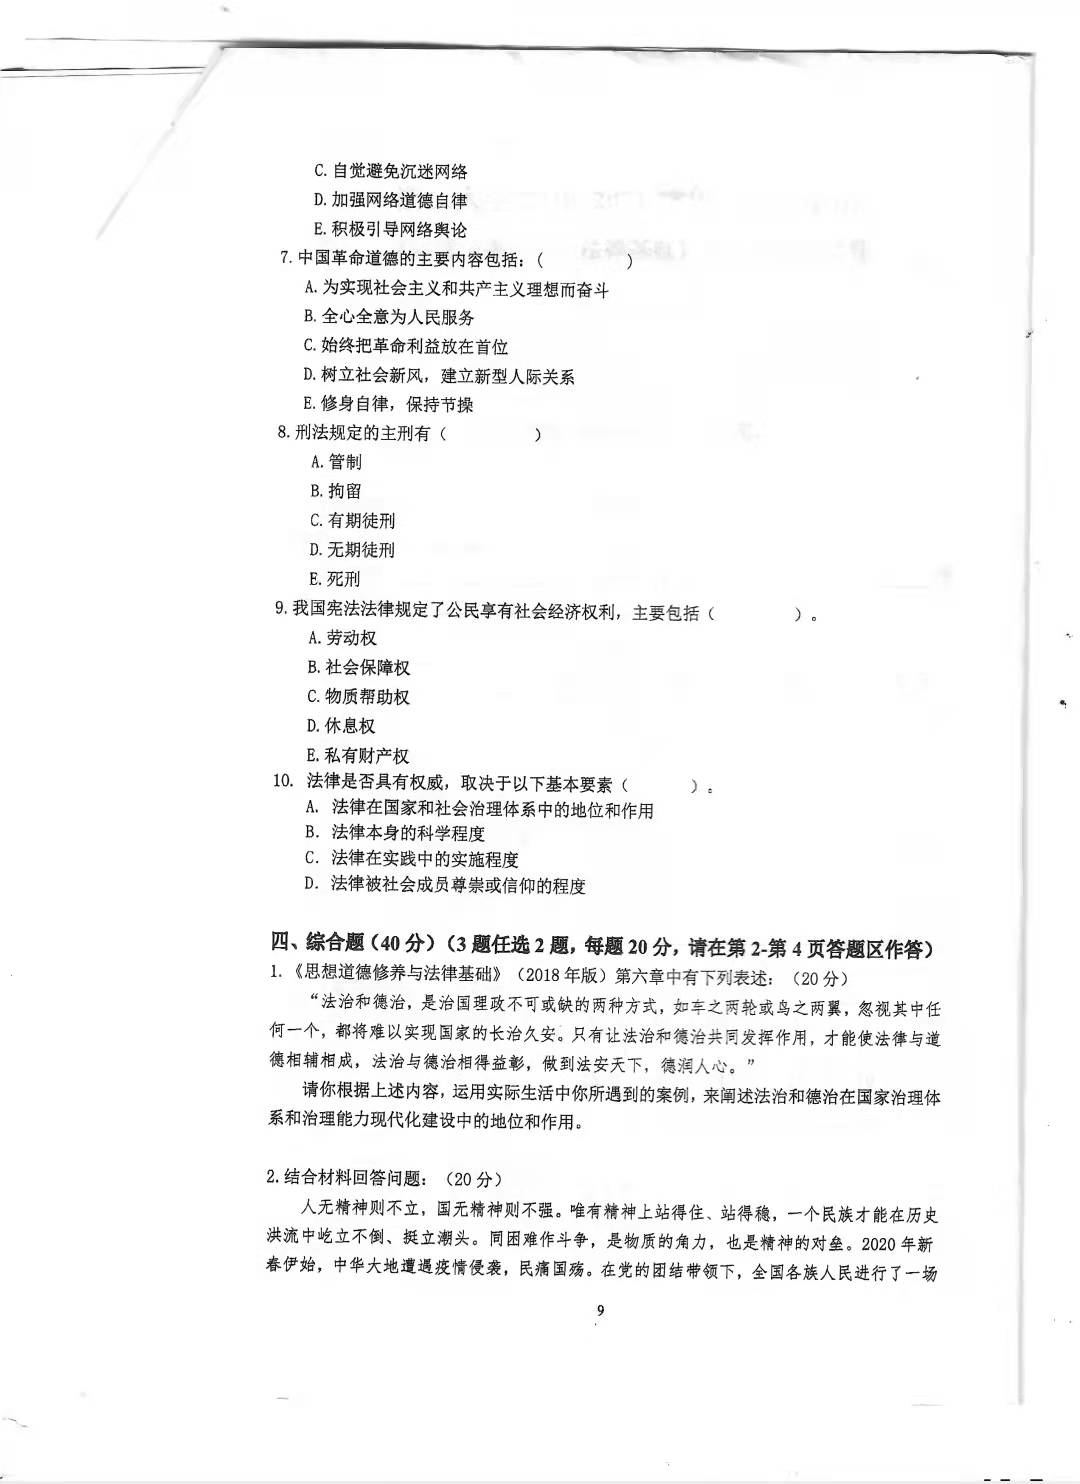 C. 自觉避免沉迷网络
D. 加强网络道德自律
E. 积极引导网络舆论
7. 中国革命道德的主要内容包括：（　　　　）
A. 为实现社会主义和共产主义理想而奋斗
B. 全心全意为人民服务
C. 始终把革命利益放在首位
D. 树立社会新风，建立新型人际关系
E. 修身自律，保持节操
8. 刑法规定的主刑有（　　　　）
A. 管制
B. 拘留
C. 有期徒刑
D. 无期徒刑
E. 死刑
9. 我国宪法法律规定了公民享有社会经济权利，主要包括（　　　　）。
A. 劳动权
B. 社会保障权
C. 物质帮助权
D. 休息权
E. 私有财产权
10. 法律是否具有权威，取决于以下基本要素（　　　　）。
A. 法律在国家和社会治理体系中的地位和作用
B. 法律本身的科学程度
C. 法律在实践中的实施程度
D. 法律被社会成员尊崇或信仰的程度
四、综合题（40 分）（3 题任选 2 题，每题 20 分，请在第 2-第 4 页答题区作答）
1. 《思想道德修养与法律基础》（2018 年版）第六章中有下列表述：（20 分）
“法治和德治，是治国理政不可或缺的两种方式，如车之两轮或鸟之两翼，忽视其中任
何一个，都将难以实现国家的长治久安。只有让法治和德治共同发挥作用，才能使法律与道
德相辅相成，法治与德治相得益彰，做到法安天下，德润人心。”
请你根据上述内容，运用实际生活中你所遇到的案例，来阐述法治和德治在国家治理体
系和治理能力现代化建设中的地位和作用。
2. 结合材料回答问题：（20 分）
人无精神则不立，国无精神则不强。唯有精神上站得住、站得稳，一个民族才能在历史
洪流中屹立不倒、挺立潮头。同困难作斗争，是物质的角力，也是精神的对垒。2020 年新
春伊始，中华大地遭遇疫情侵袭，民痛国殇。在党的团结带领下，全国各族人民进行了一场
9